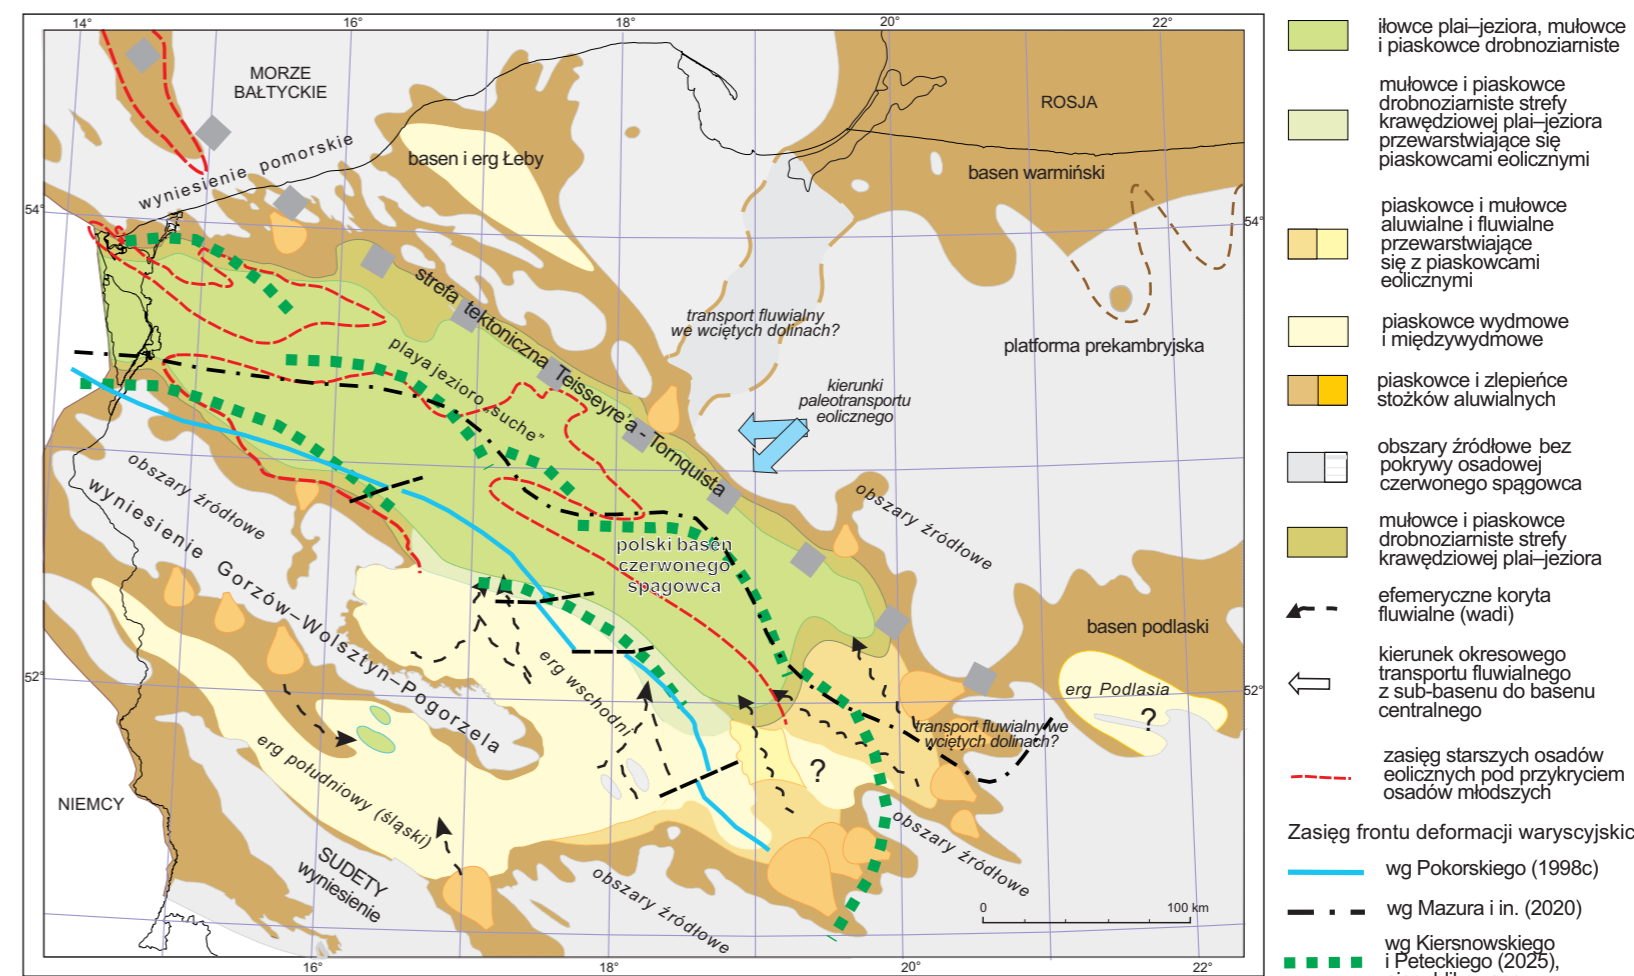 14°
16°
18°
20°
22°
MORZE
BAŁTYCKIE
ROSJA
wyniesienie pomorskie
basen i erg Łeby
basen warmiński
54°
54°
strefa tektoniczna Teisseyre'a - Tornquista
transport fluwialny
we wciętych dolinach?
platforma prekambryjska
playa jezioro „suche”
kierunki
paleotransportu
eolicznego
obszary źródłowe
wyniesienie Gorzów–Wolsztyn–Pogorzela
obszary źródłowe
polski basen
czerwonego
spągowca
basen podlaski
52°
52°
erg Podlasia
?
erg wschodni
transport fluwialny we
wciętych dolinach?
?
erg południowy (śląski)
NIEMCY
obszary źródłowe
SUDETY
wyniesienie
obszary źródłowe
0
100 km
16°
18°
20°
22°
iłowce plai–jeziora, mułowce
i piaskowce drobnoziarniste
mułowce i piaskowce
drobnoziarniste strefy
krawędziowej plai–jeziora
przewarstwiające się
piaskowcami eolicznymi
piaskowce i mułowce
aluwialne i fluwialne
przewarstwiające
się z piaskowcami
eolicznymi
piaskowce wydmowe
i międzywydmowe
piaskowce i zlepieńce
stożków aluwialnych
obszary źródłowe bez
pokrywy osadowej
czerwonego spągowca
mułowce i piaskowce
drobnoziarniste strefy
krawędziowej plai–jeziora
efemeryczne koryta
fluwialne (wadi)
kierunek okresowego
transportu fluwialnego
z sub-basenu do basenu
centralnego
zasięg starszych osadów
eolicznych pod przykryciem
osadów młodszych
Zasięg frontu deformacji waryscyjskic
wg Pokorskiego (1998c)
wg Mazura i in. (2020)
wg Kiersnowskiego
i Peteckiego (2025),